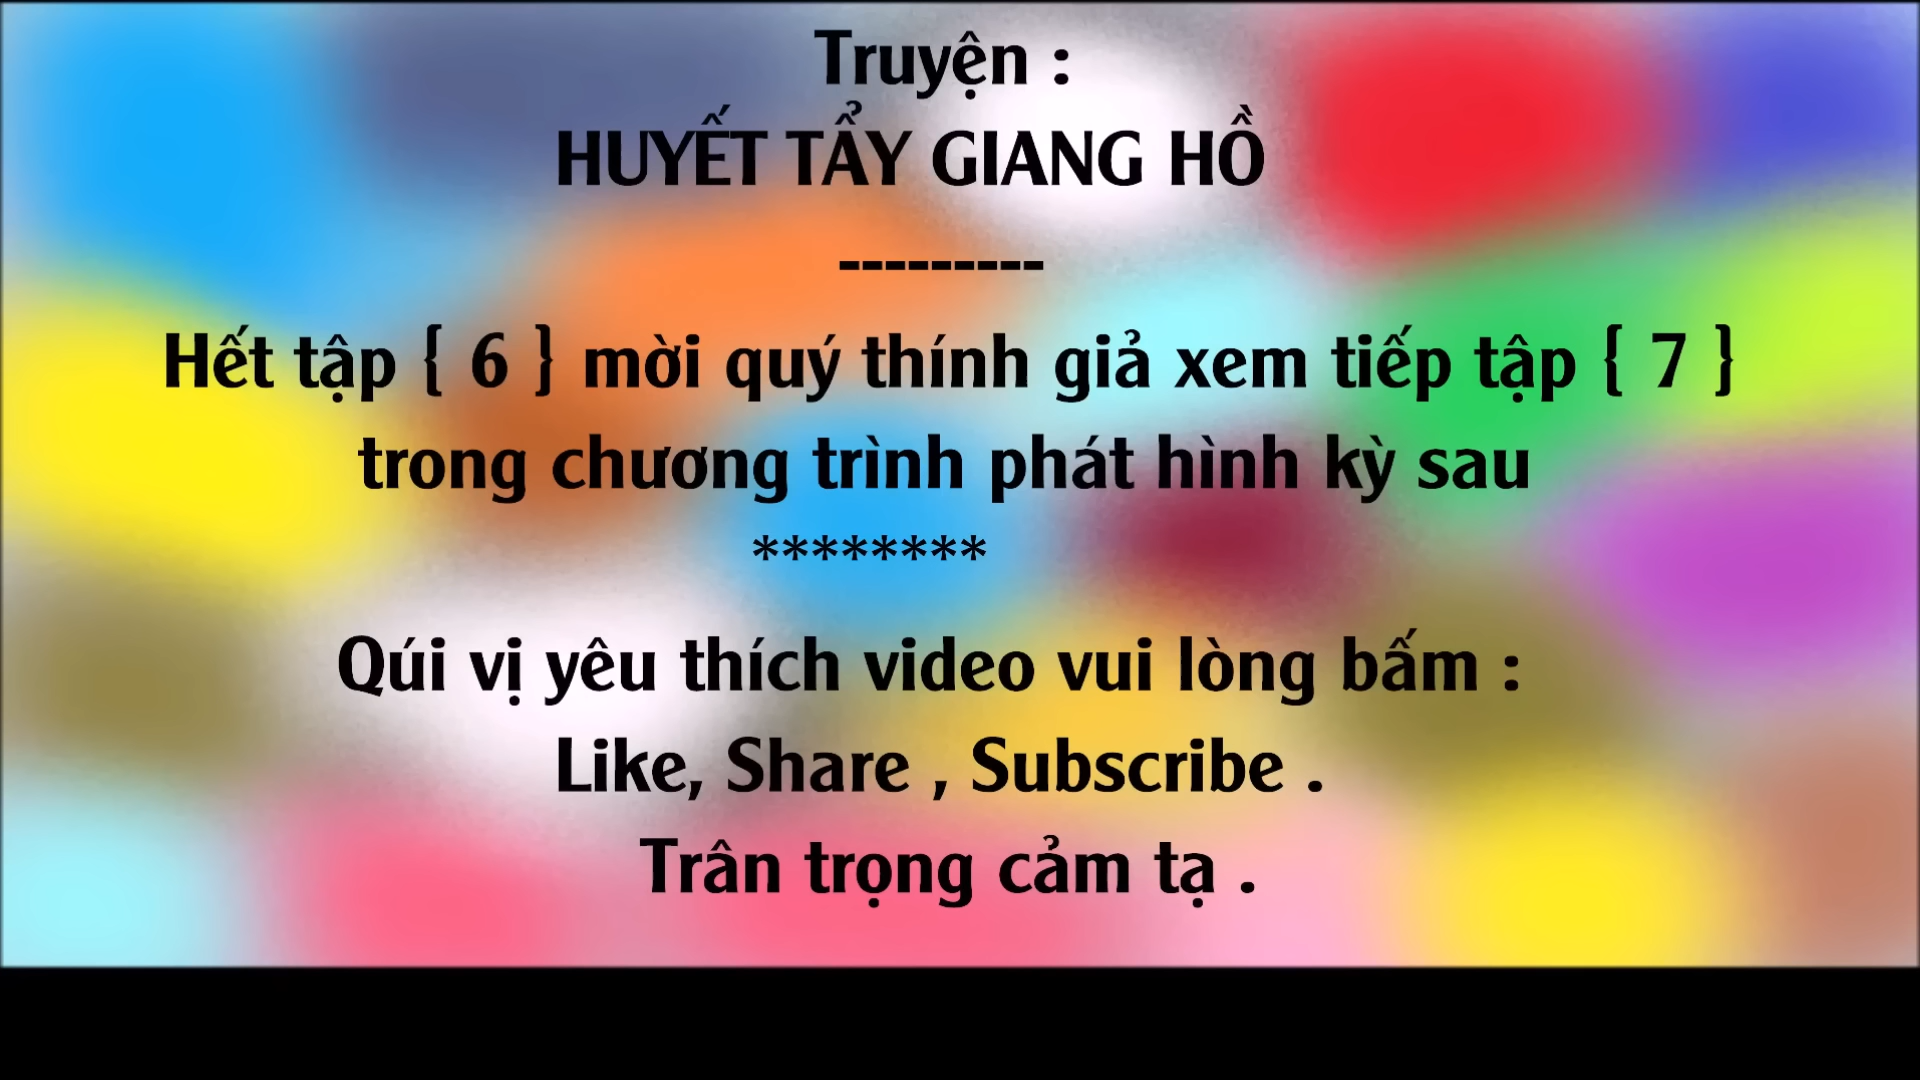 Truyện :
HUYẾT TẨY GIANG HỒ
---------
Hết tập { 6 } mời quý thính giả xem tiếp tập { 7 }
trong chương trình phát hình kỳ sau
********
Qúi vị yêu thích video vui lòng bấm :
Like, Share , Subscribe .
Trân trọng cảm tạ .